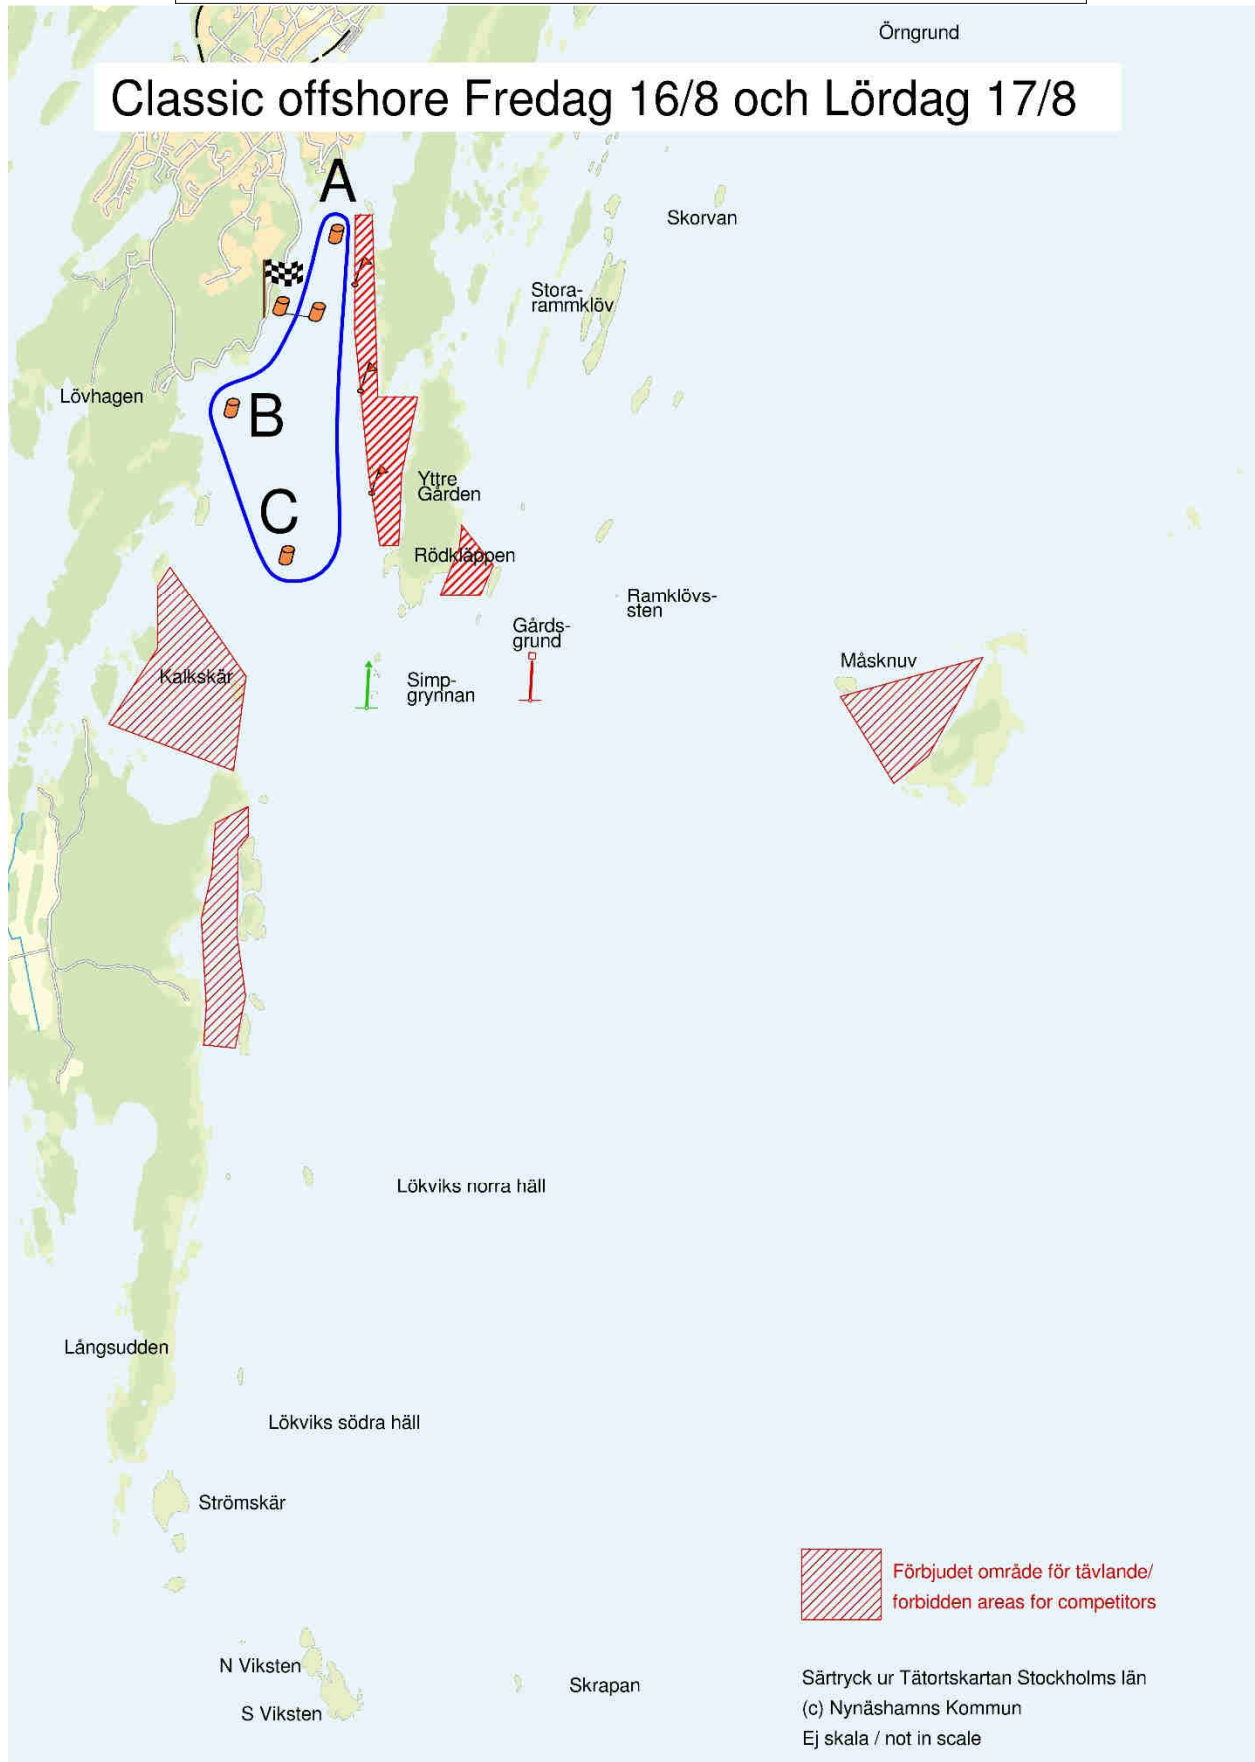 Örngrund
Classic offshore Fredag 16/8 och Lördag 17/8
A
Skorvan
Stora-
rammklöv
Lövhagen
B
Yttre
Gården
C
Rödkläppen
Ramklövs-
sten
Gårds-
grund
Måsknuv
Kalkskär
Simp-
grynnan
Lökviks norra häll
Långsudden
Lökviks södra häll
Strömskär
Förbjudet område för tävlande/
forbidden areas for competitors
N Viksten
Skrapan
S Viksten
Särtryck ur Tätortskartan Stockholms län
(c) Nynäshamns Kommun
Ej skala / not in scale